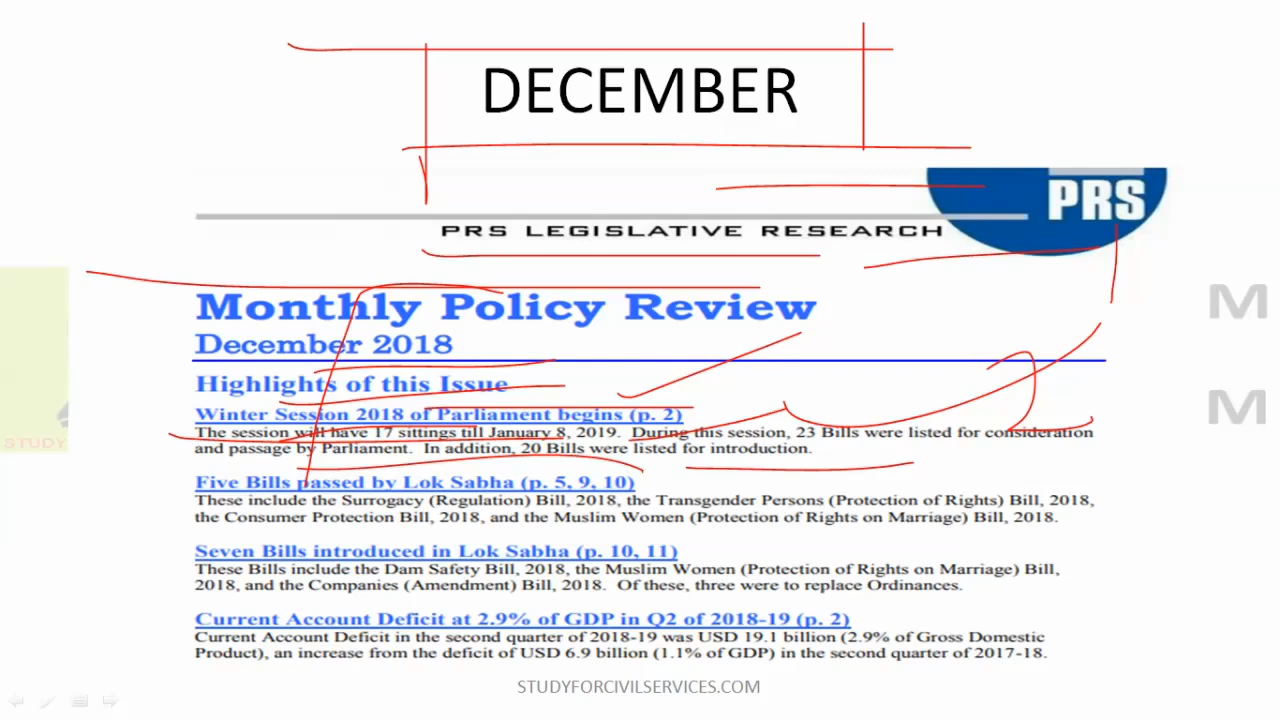 DECEMBER
PRS
PRS LEGISLATIVE RESEARCH
Monthly Policy Review
December 2018
Highlights of this Issue
Winter Session 2018 of Parliament begins (p. 2)
The session will have 17 sittings till January 8, 2019. During this session, 23 Bills were listed for consideration
and passage by Parliament. In addition, 20 Bills were listed for introduction.
Five Bills passed by Lok Sabha (p. 5, 9, 10)
These include the Surrogacy (Regulation) Bill, 2018, the Transgender Persons (Protection of Rights) Bill, 2018,
the Consumer Protection Bill, 2018, and the Muslim Women (Protection of Rights on Marriage) Bill, 2018.
Seven Bills introduced in Lok Sabha (p. 10, 11)
These Bills include the Dam Safety Bill, 2018, the Muslim Women (Protection of Rights on Marriage) Bill,
2018, and the Companies (Amendment) Bill, 2018. Of these, three were to replace Ordinances.
Current Account Deficit at 2.9% of GDP in Q2 of 2018-19 (p. 2)
Current Account Deficit in the second quarter of 2018-19 was USD 19.1 billion (2.9% of Gross Domestic
Product), an increase from the deficit of USD 6.9 billion (1.1% of GDP) in the second quarter of 2017-18.
STUDYFORCIVILSERVICES.COM
STUDY
M
M